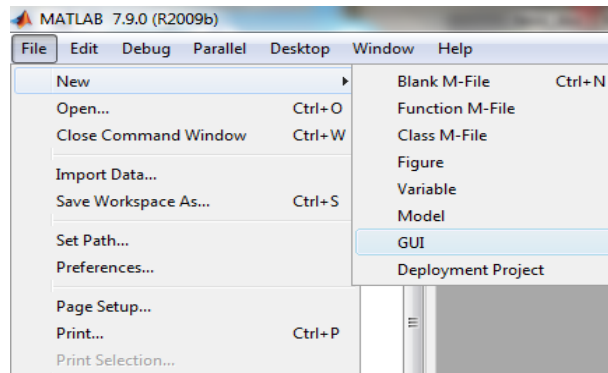 MATLAB 7.9.0 (R2009b)
File Edit Debug Parallel Desktop Window Help
New
Open... Ctrl+O
Close Command Window Ctrl+W
Import Data...
Save Workspace As... Ctrl+S
Set Path...
Preferences...
Page Setup...
Print... Ctrl+P
Print Selection...
Blank M-File Ctrl+N
Function M-File
Class M-File
Figure
Variable
Model
GUI
Deployment Project